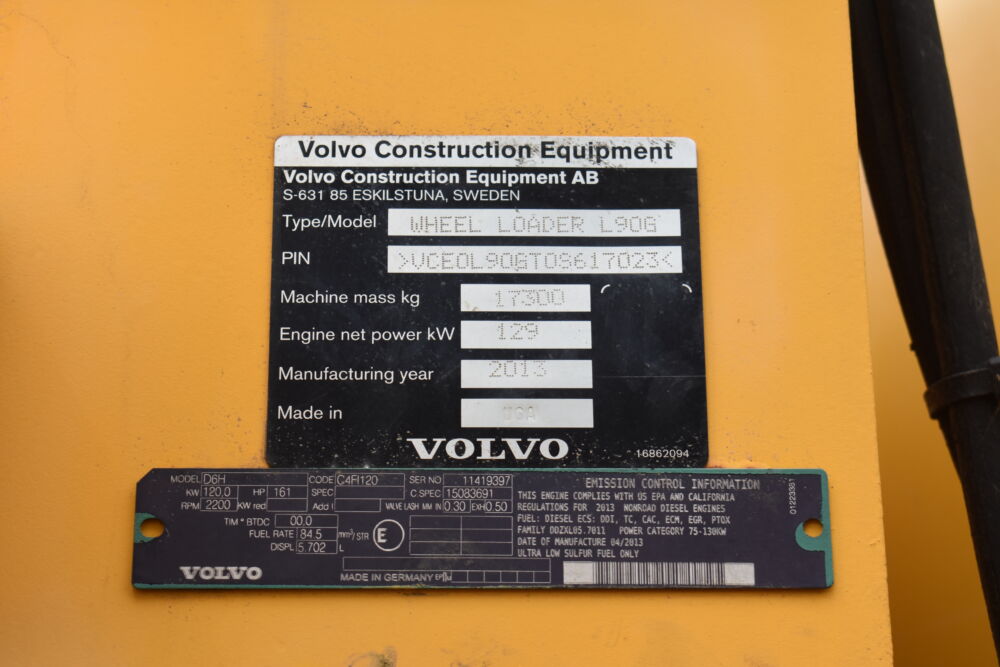 Volvo Construction Equipment
Volvo Construction Equipment AB
S-631 85 ESKILSTUNA, SWEDEN
Type/Model WHEEL LOADER L90G
PIN >VCE0L90GT0S617023<
Machine mass kg 17300
Engine net power kW 129
Manufacturing year 2013
Made in USA
VOLVO 16862094
MODEL D6H CODE C4FI120 SER NO 11419397
KW 120,0 HP 161 SPEC C.SPEC 15083691
RPM 2200 KW red Add l VALVE LASH MM IN 0.30 EXH 0.50
TIM ° BTDC 00.0
FUEL RATE 84.5 mm³/STR E
DISPL 5.702 L
VOLVO
MADE IN GERMANY
EMISSION CONTROL INFORMATION
THIS ENGINE COMPLIES WITH US EPA AND CALIFORNIA
REGULATIONS FOR 2013 NONROAD DIESEL ENGINES
FUEL: DIESEL ECS: DDI, TC, CAC, ECM, EGR, PTOX
FAMILY DDZXL05.7011 POWER CATEGORY 75-130KW
DATE OF MANUFACTURE 04/2013
ULTRA LOW SULFUR FUEL ONLY